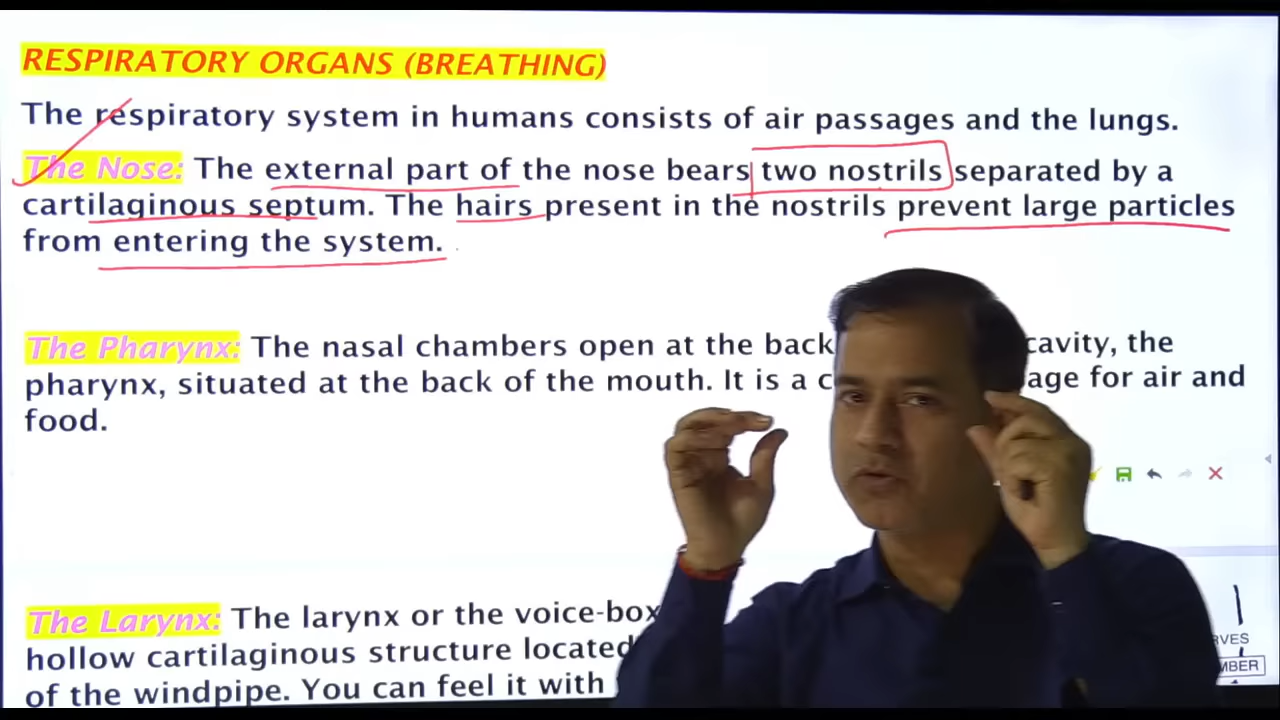 RESPIRATORY ORGANS (BREATHING)
The respiratory system in humans consists of air passages and the lungs.
The Nose: The external part of the nose bears two nostrils separated by a
cartilaginous septum. The hairs present in the nostrils prevent large particles
from entering the system.
The Pharynx: The nasal chambers open at the back cavity, the
pharynx, situated at the back of the mouth. It is a for air and
food.
The Larynx: The larynx or the voice-box
hollow cartilaginous structure located
of the windpipe. You can feel it with